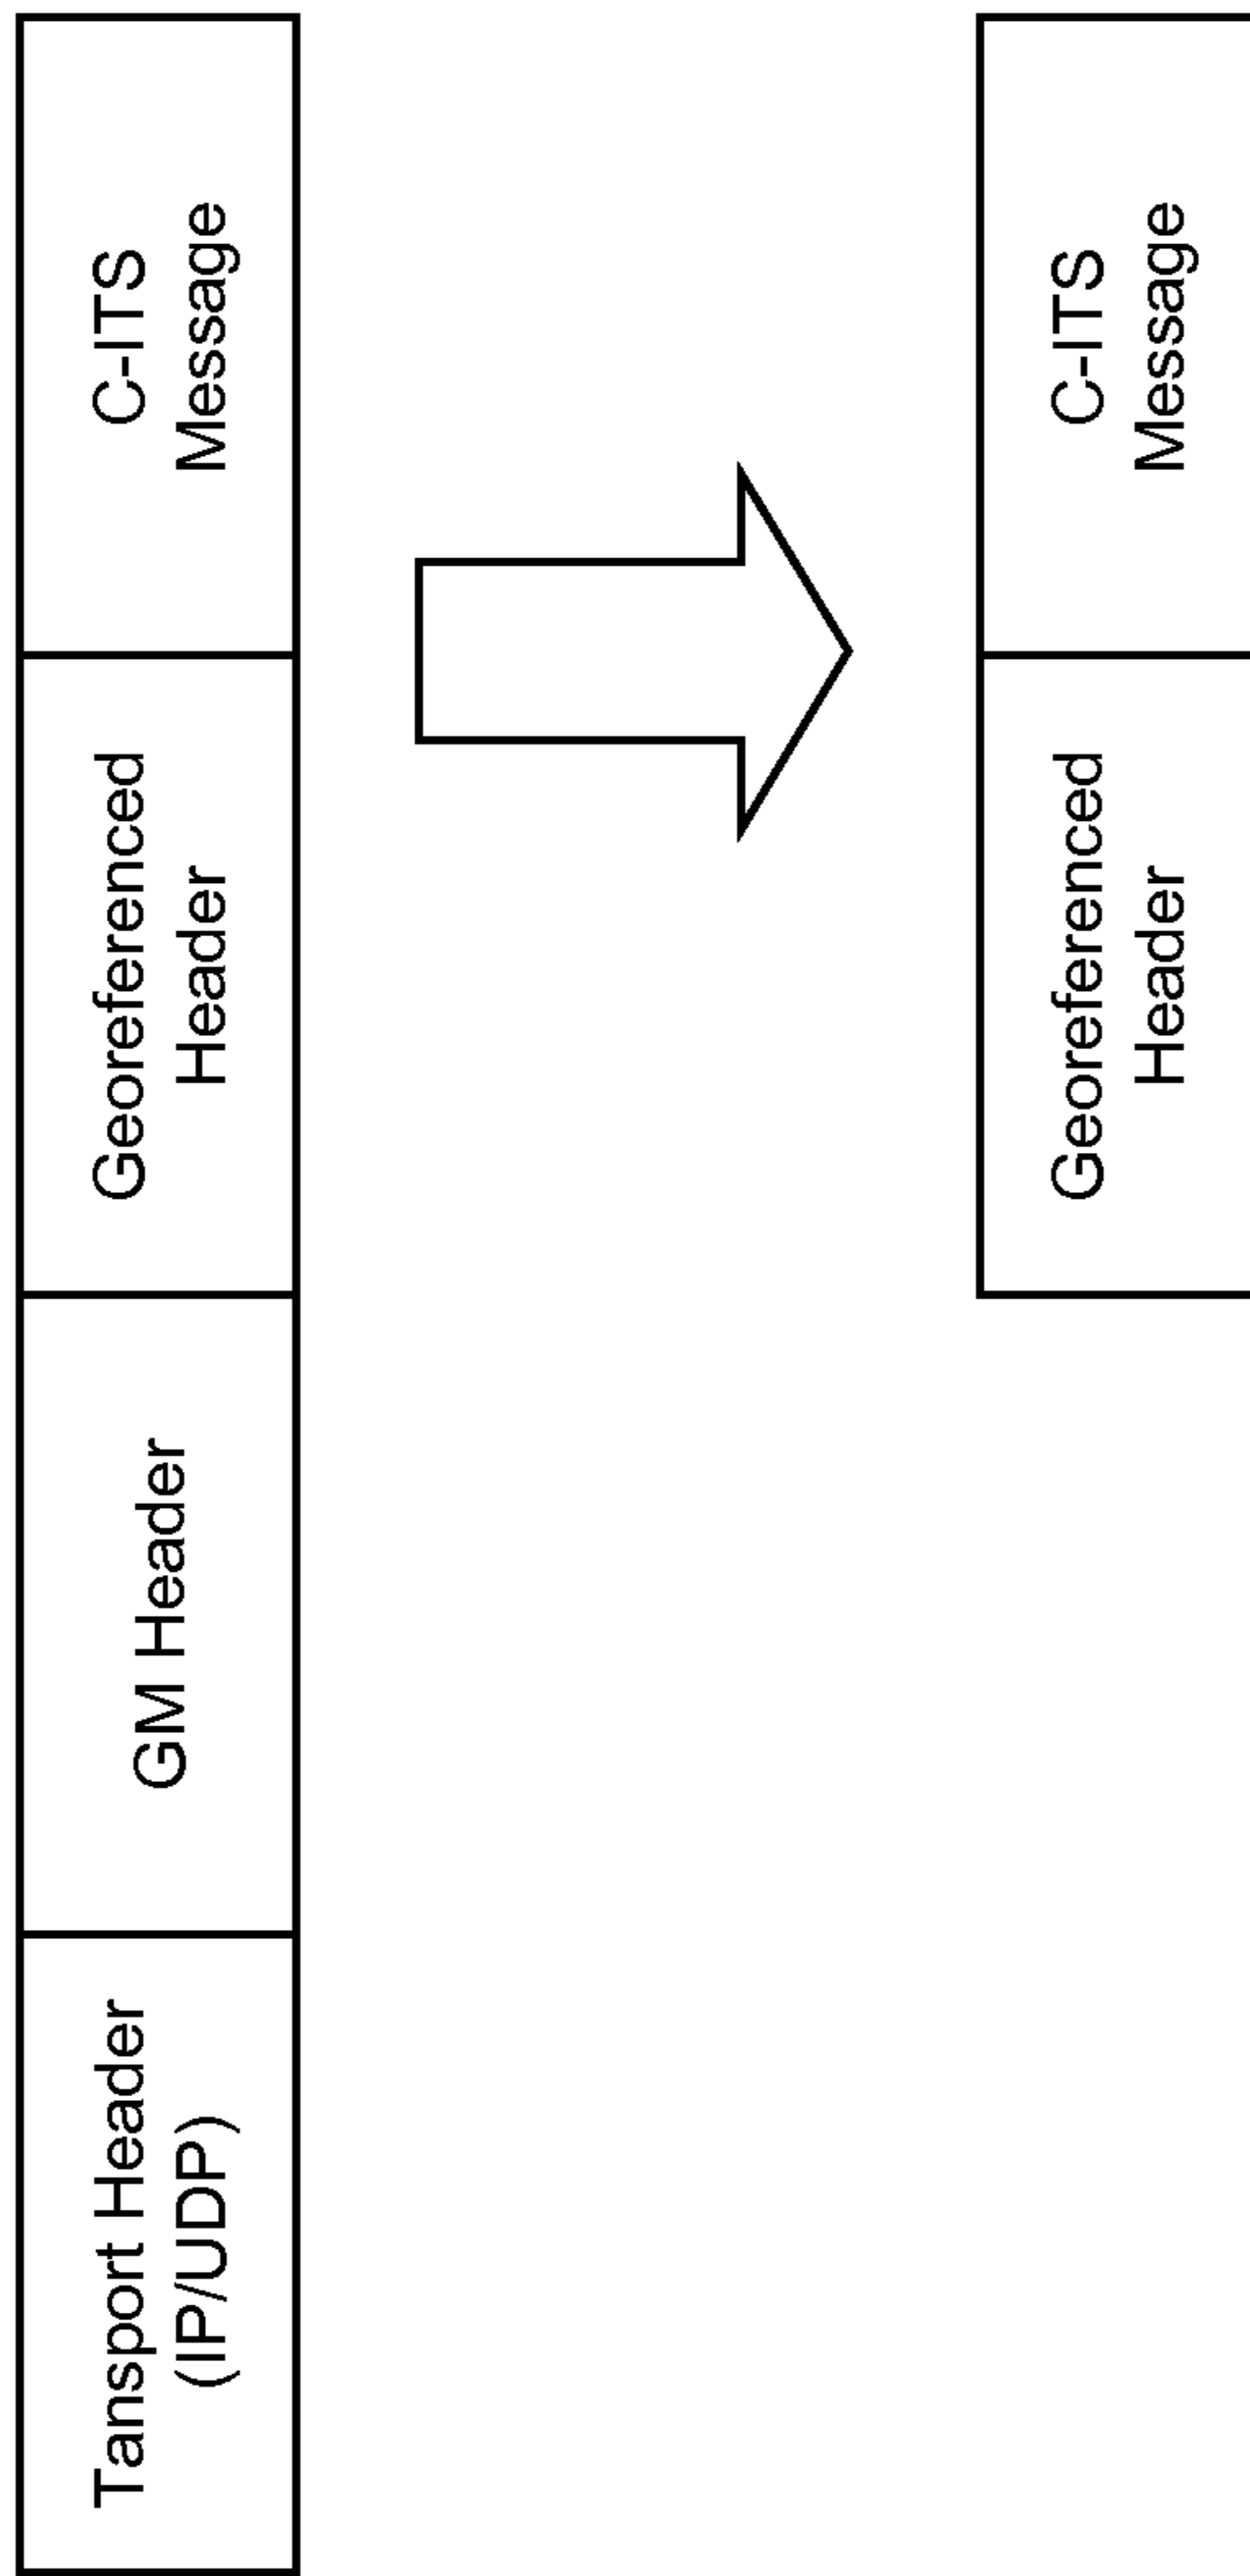 Tansport Header
(IP/UDP)
GM Header
Georeferenced
Header
C-ITS
Message
Georeferenced
Header
C-ITS
Message